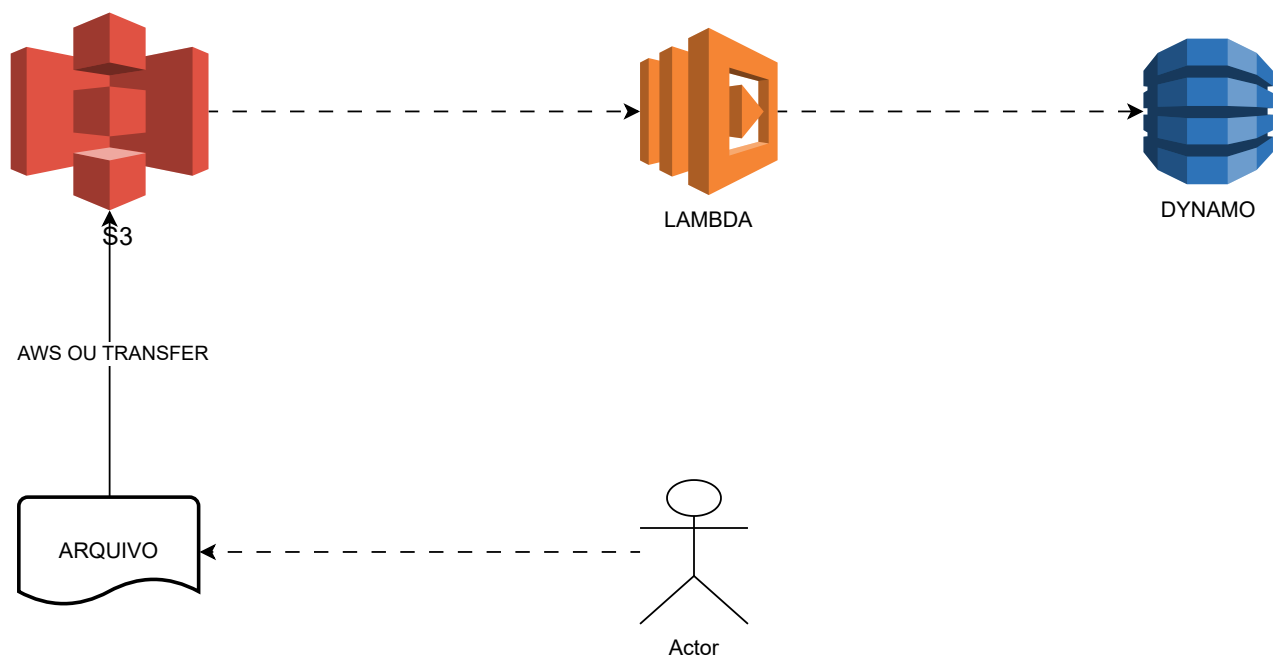 S3
LAMBDA
DYNAMO
AWS OU TRANSFER
ARQUIVO
Actor